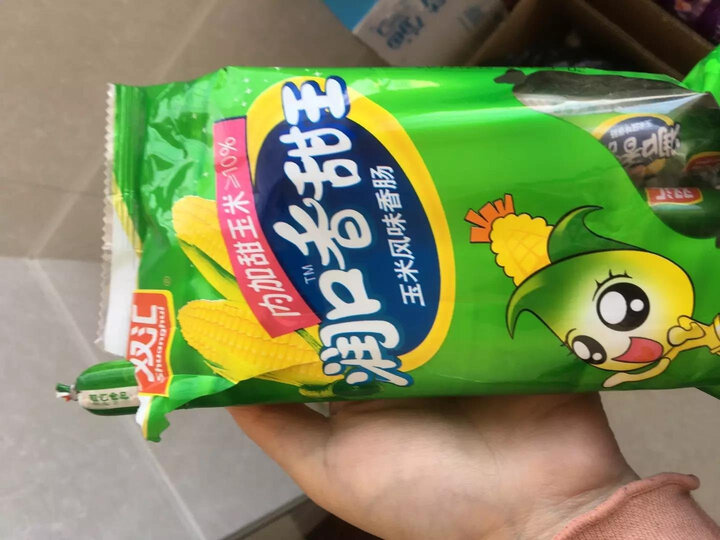 双汇
shuanghui
内加甜玉米≥10%
润口香甜王
TM
玉米风味香肠